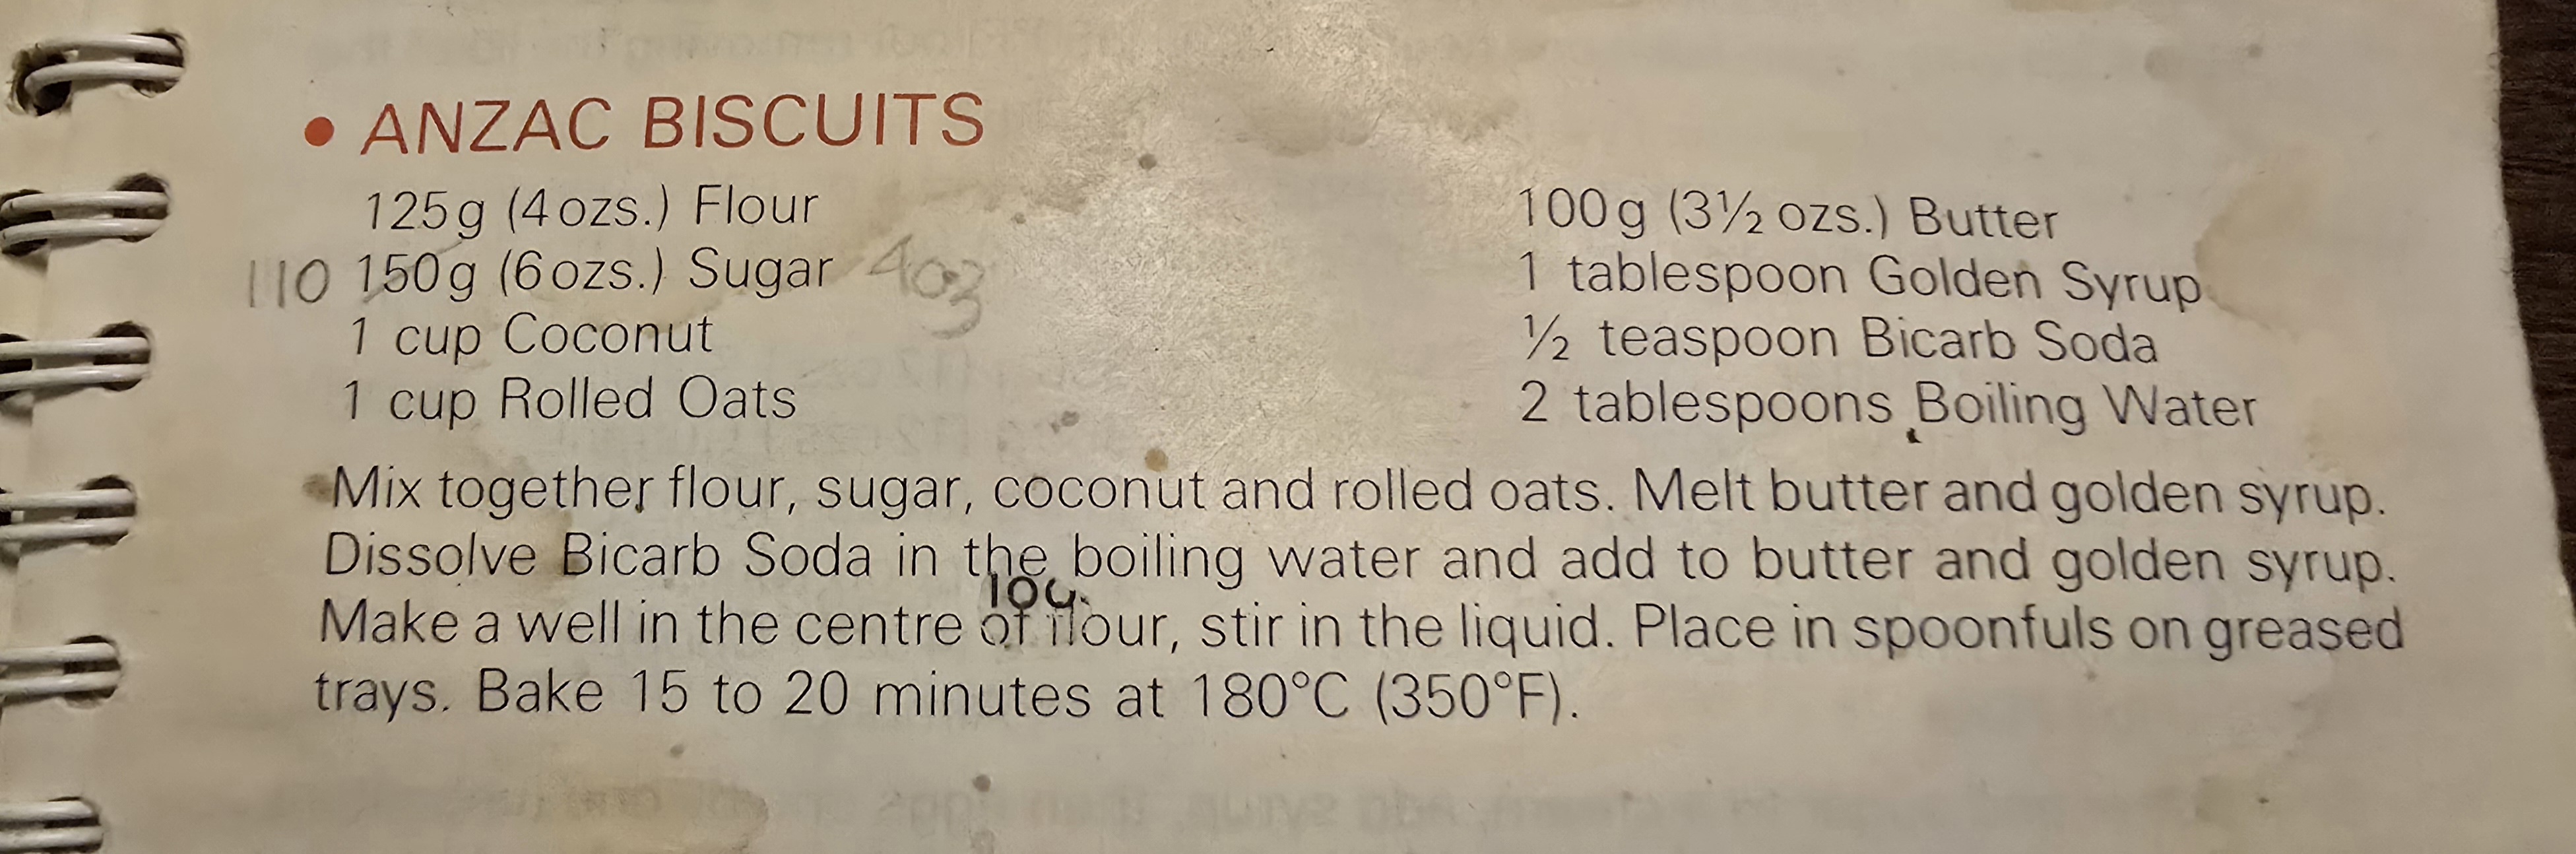 • ANZAC BISCUITS
125g (4ozs.) Flour
110 150g (6ozs.) Sugar 4oz
1 cup Coconut
1 cup Rolled Oats
100g (3½ ozs.) Butter
1 tablespoon Golden Syrup
½ teaspoon Bicarb Soda
2 tablespoons Boiling Water
Mix together flour, sugar, coconut and rolled oats. Melt butter and golden syrup.
Dissolve Bicarb Soda in the boiling water and add to butter and golden syrup.
Make a well in the centre of flour, stir in the liquid. Place in spoonfuls on greased
trays. Bake 15 to 20 minutes at 180°C (350°F).